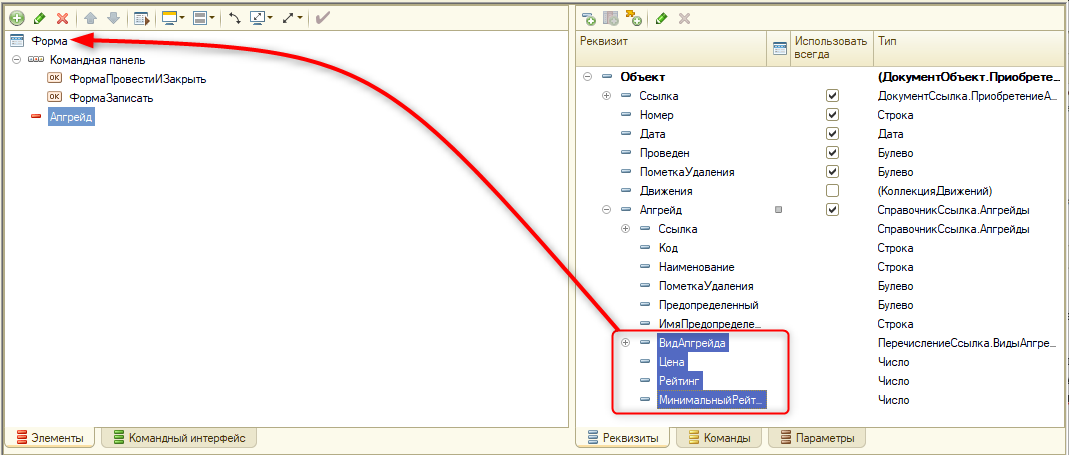 Форма
Командная панель
OK ФормаПровестиИЗакрыть
OK ФормаЗаписать
Апгрейд
Элементы
Командный интерфейс
Реквизит
Использовать всегда
Тип
Объект (ДокументОбъект.Приобрете...
Ссылка ДокументСсылка.ПриобретениеА...
Номер Строка
Дата Дата
Проведен Булево
ПометкаУдаления Булево
Движения (КоллекцияДвижений)
Апгрейд СправочникСсылка.Апгрейды
Ссылка СправочникСсылка.Апгрейды
Код Строка
Наименование Строка
ПометкаУдаления Булево
Предопределенный Булево
ИмяПредопределе... Строка
ВидАпгрейда ПеречислениеСсылка.ВидыАпгре...
Цена Число
Рейтинг Число
МинимальныйРейт... Число
Реквизиты
Команды
Параметры